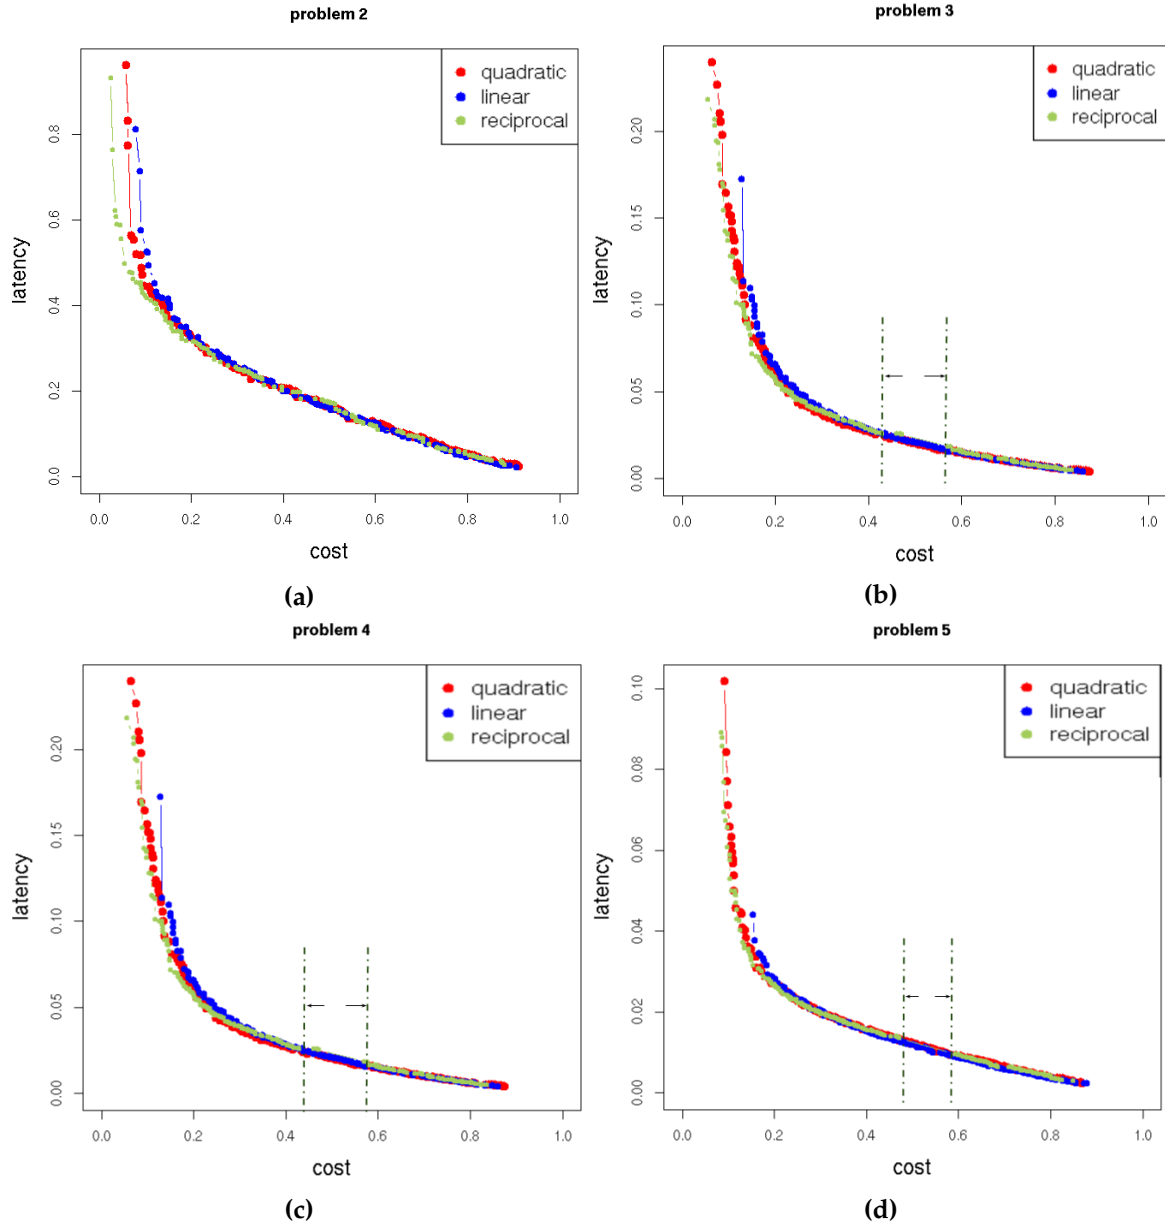 problem 2
quadratic
linear
reciprocal
latency
0.0
0.2
0.4
0.6
0.8
0.0 0.2 0.4 0.6 0.8 1.0
cost
(a)
problem 3
quadratic
linear
reciprocal
latency
0.00
0.05
0.10
0.15
0.20
0.0 0.2 0.4 0.6 0.8 1.0
cost
(b)
problem 4
quadratic
linear
reciprocal
latency
0.00
0.05
0.10
0.15
0.20
0.0 0.2 0.4 0.6 0.8 1.0
cost
(c)
problem 5
quadratic
linear
reciprocal
latency
0.00
0.02
0.04
0.06
0.08
0.10
0.0 0.2 0.4 0.6 0.8 1.0
cost
(d)